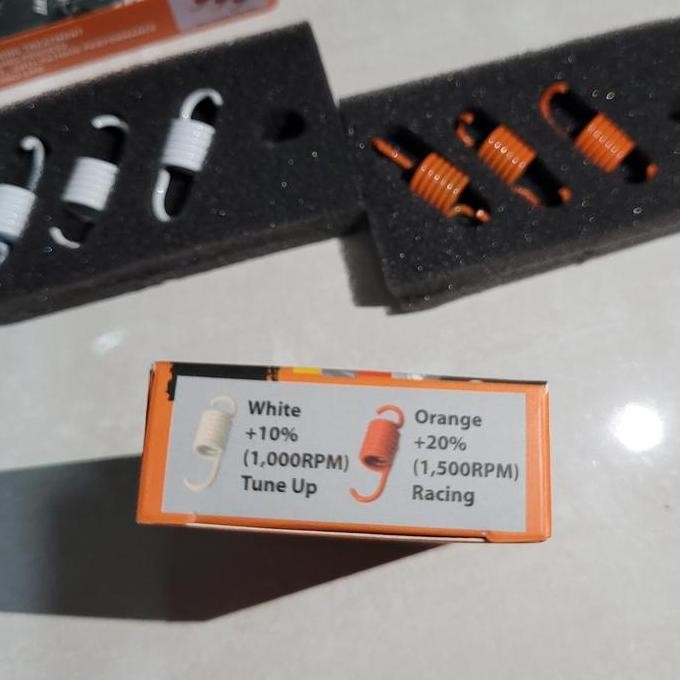 White
+10%
(1,000RPM)
Tune Up
Orange
+20%
(1,500RPM)
Racing